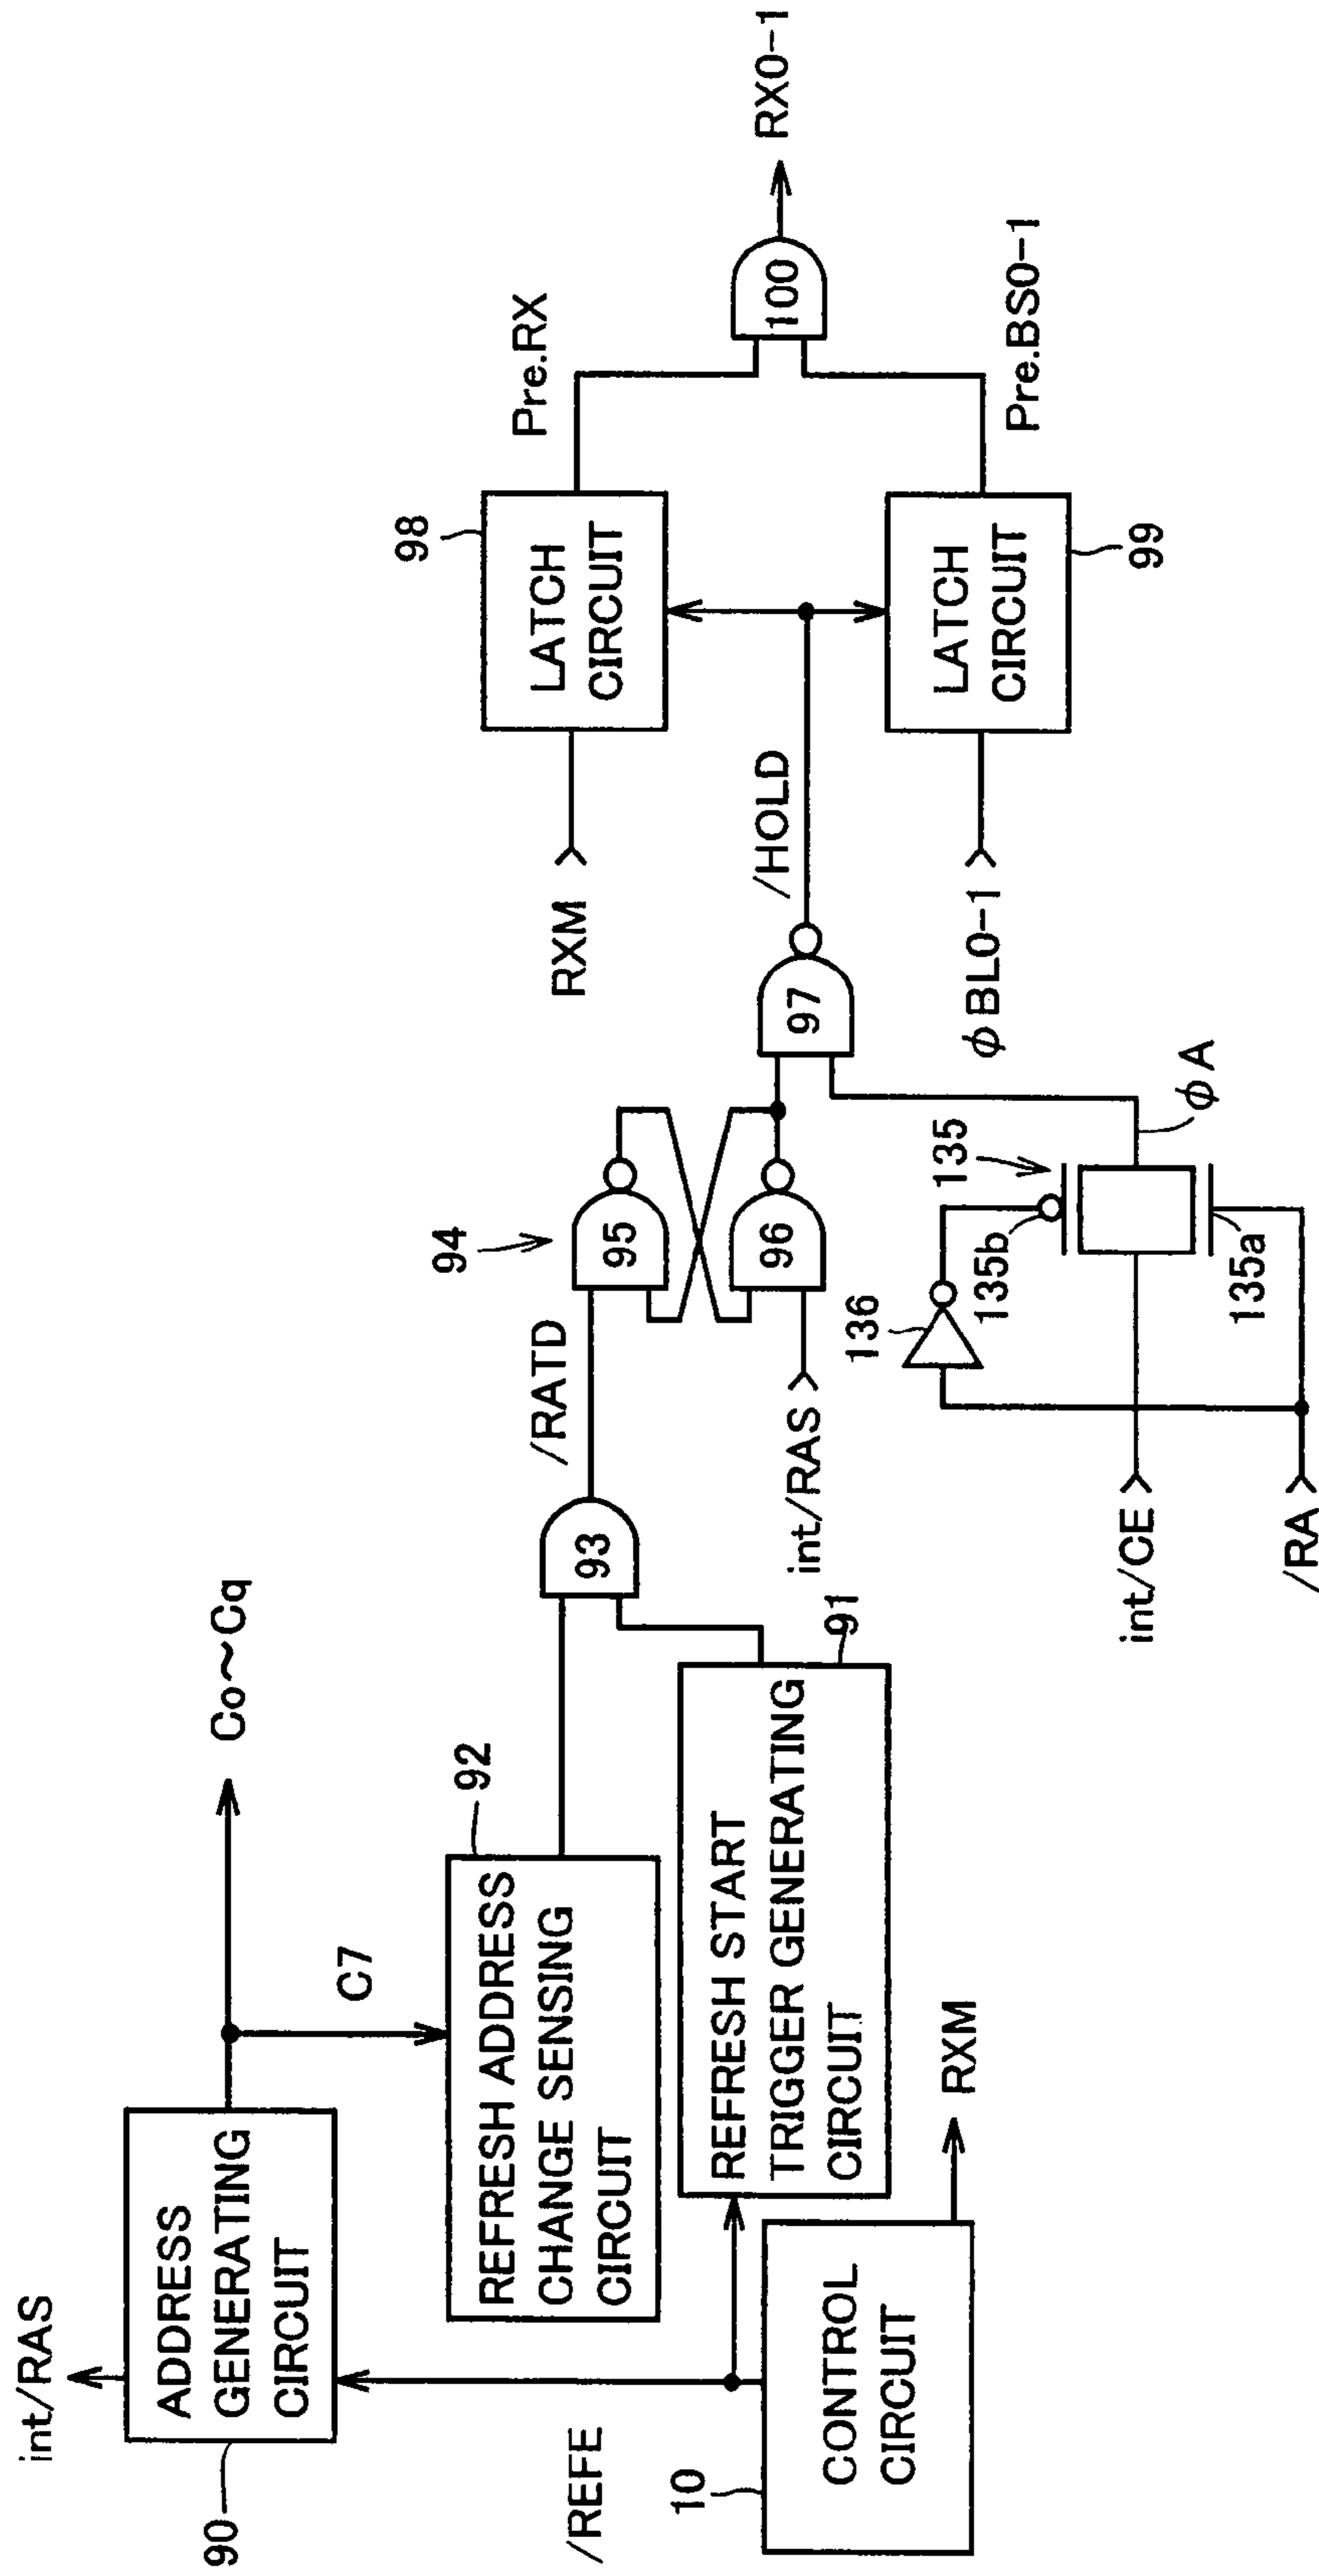 int/RAS
90
ADDRESS
GENERATING
CIRCUIT
Co~Cq
C7
/REFE
92
REFRESH ADDRESS
CHANGE SENSING
CIRCUIT
10
CONTROL
CIRCUIT
RXM
REFRESH START
TRIGGER GENERATING
CIRCUIT
91
93
/RATD
94
95
96
int/RAS
97
/HOLD
136
135
135b
135a
φA
int/CE
/RA
RXM
98
LATCH
CIRCUIT
Pre.RX
φBL0-1
99
LATCH
CIRCUIT
Pre.BS0-1
100
RX0-1